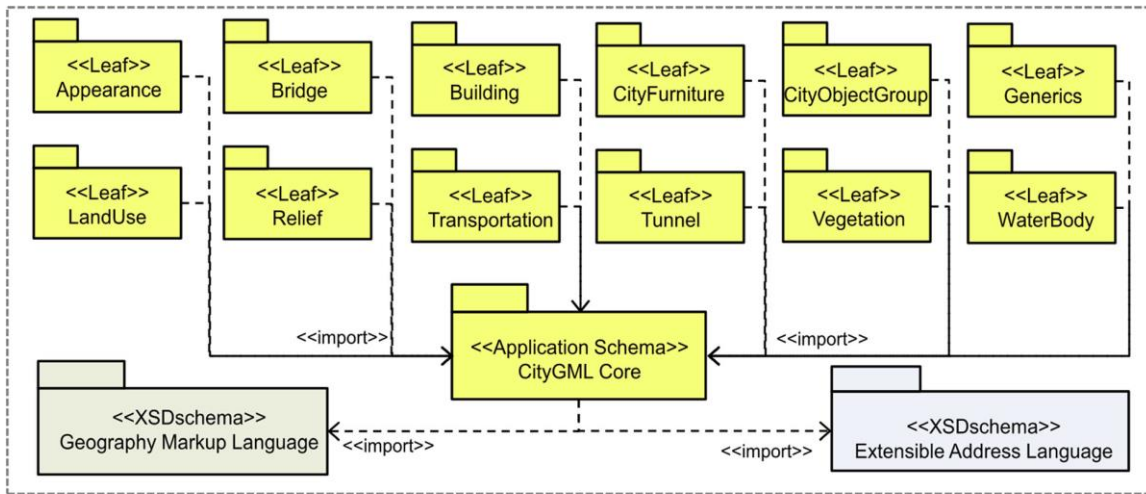 <<Leaf>>
Appearance
<<Leaf>>
Bridge
<<Leaf>>
Building
<<Leaf>>
CityFurniture
<<Leaf>>
CityObjectGroup
<<Leaf>>
Generics
<<Leaf>>
LandUse
<<Leaf>>
Relief
<<Leaf>>
Transportation
<<Leaf>>
Tunnel
<<Leaf>>
Vegetation
<<Leaf>>
WaterBody
<<import>>
<<import>>
<<Application Schema>>
CityGML Core
<<XSDschema>>
Geography Markup Language
<<import>>
<<import>>
<<XSDschema>>
Extensible Address Language